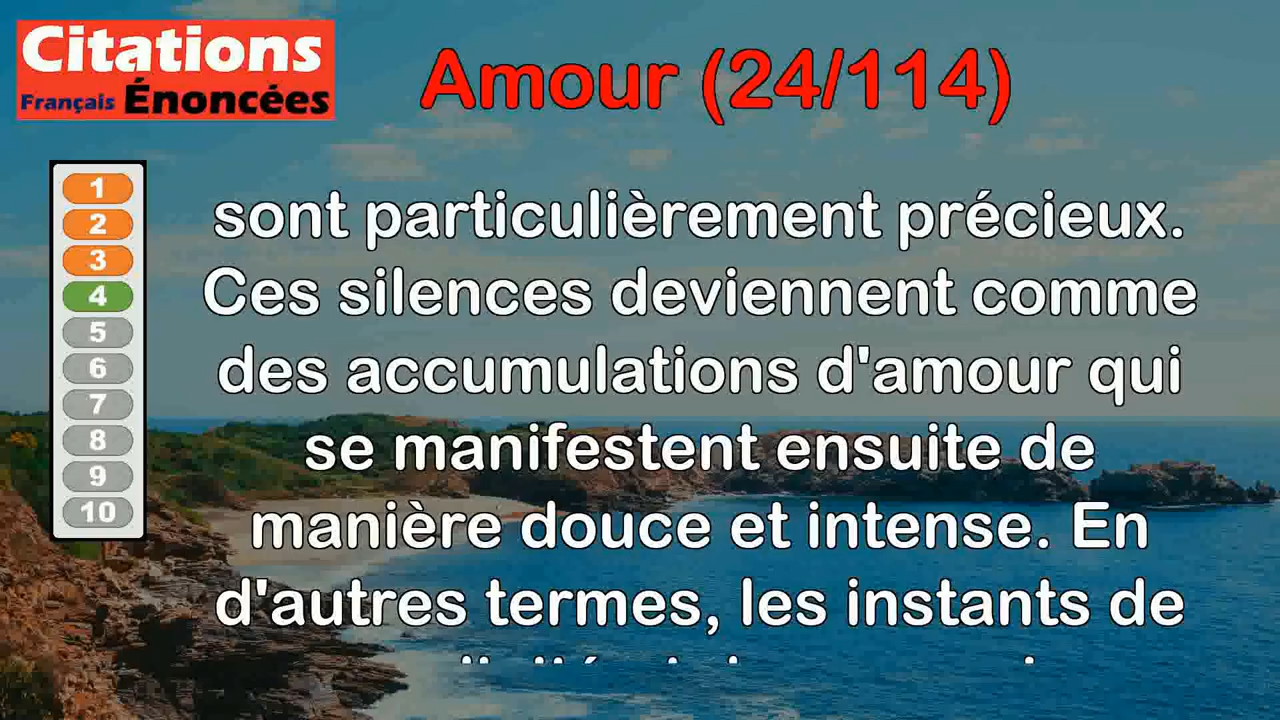 Citations
Français Énoncées
Amour (24/114)
1
2
3
4
5
6
7
8
9
10
sont particulièrement précieux.
Ces silences deviennent comme
des accumulations d'amour qui
se manifestent ensuite de
manière douce et intense. En
d'autres termes, les instants de